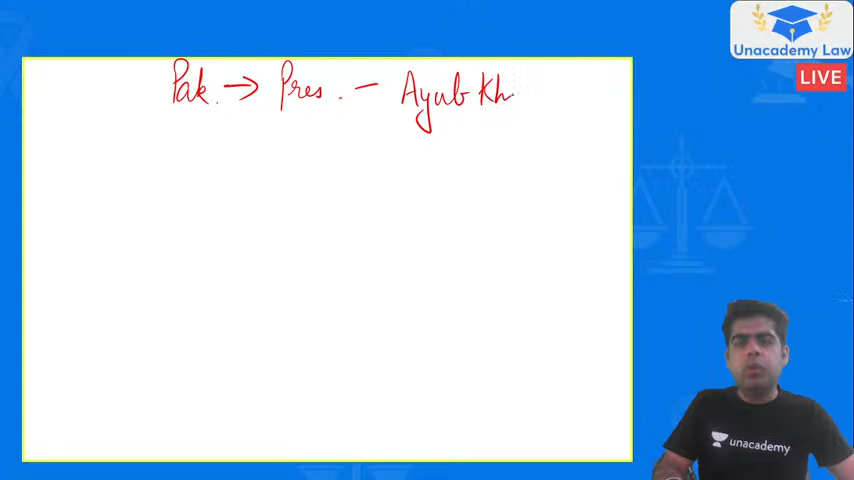 Unacademy Law
LIVE
Pak. → Pres. – Ayub Kh
unacademy